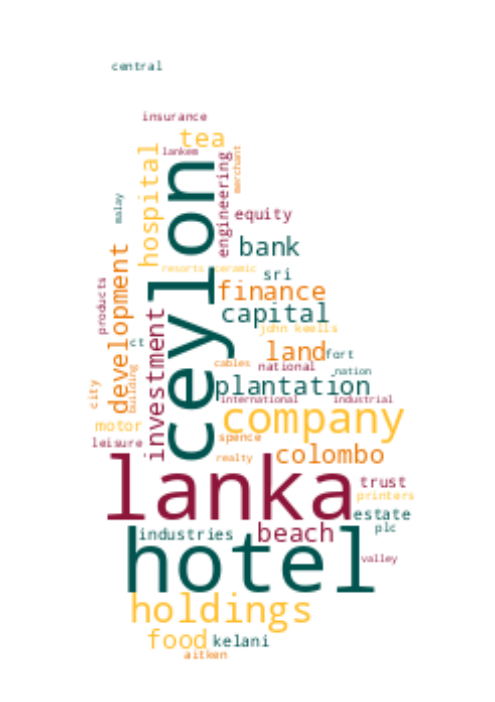 central
insurance
tea
lankem
hospital
ceylon
engineering
merchant
malay
equity
bank
development
resorts
ceramic
sri
products
finance
capital
investment
john keells
ct
land
fort
cables
national
nation
building
city
plantation
international
industrial
company
motor
leisure
spence
colombo
realty
lanka
trust
printers
estate
plc
industries
beach
hotel
valley
holdings
food
kelani
aitken